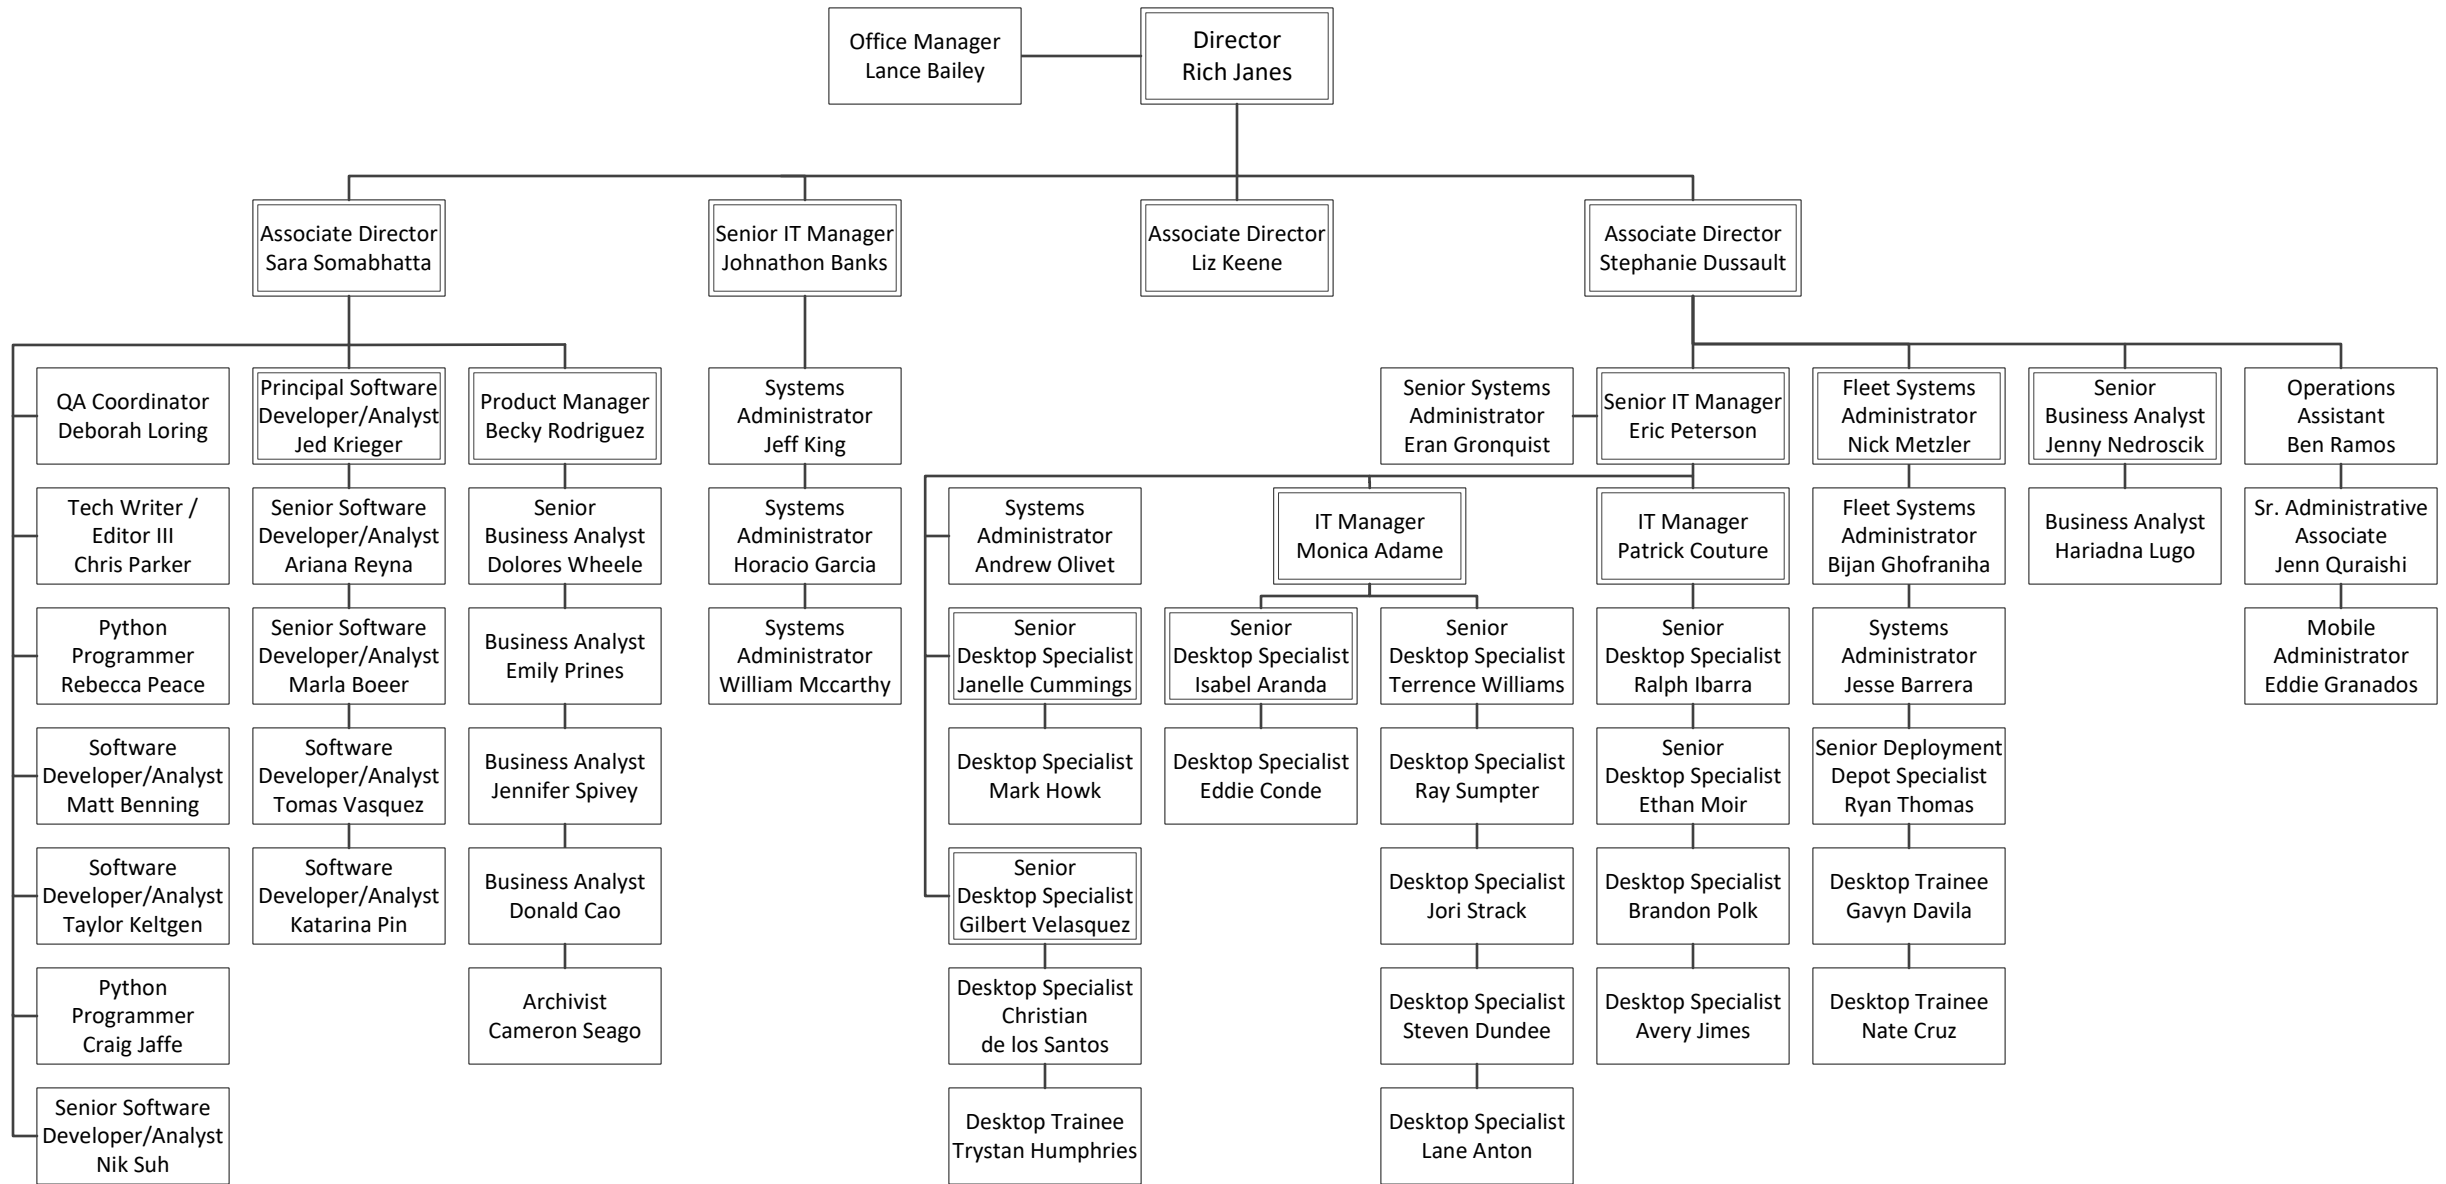 Office Manager
Lance Bailey
Director
Rich Janes
Associate Director
Sara Somabhatta
Senior IT Manager
Johnathon Banks
Associate Director
Liz Keene
Associate Director
Stephanie Dussault
QA Coordinator
Deborah Loring
Principal Software
Developer/Analyst
Jed Krieger
Product Manager
Becky Rodriguez
Systems
Administrator
Jeff King
Senior Systems
Administrator
Eran Gronquist
Senior IT Manager
Eric Peterson
Fleet Systems
Administrator
Nick Metzler
Senior
Business Analyst
Jenny Nedroscik
Operations
Assistant
Ben Ramos
Tech Writer /
Editor III
Chris Parker
Senior Software
Developer/Analyst
Ariana Reyna
Senior
Business Analyst
Dolores Wheele
Systems
Administrator
Horacio Garcia
Systems
Administrator
Andrew Olivet
IT Manager
Monica Adame
IT Manager
Patrick Couture
Fleet Systems
Administrator
Bijan Ghofraniha
Business Analyst
Hariadna Lugo
Sr. Administrative
Associate
Jenn Quraishi
Python
Programmer
Rebecca Peace
Senior Software
Developer/Analyst
Marla Boeer
Business Analyst
Emily Prines
Systems
Administrator
William Mccarthy
Senior
Desktop Specialist
Janelle Cummings
Senior
Desktop Specialist
Isabel Aranda
Senior
Desktop Specialist
Terrence Williams
Senior
Desktop Specialist
Ralph Ibarra
Systems
Administrator
Jesse Barrera
Mobile
Administrator
Eddie Granados
Software
Developer/Analyst
Matt Benning
Software
Developer/Analyst
Tomas Vasquez
Business Analyst
Jennifer Spivey
Desktop Specialist
Mark Howk
Desktop Specialist
Eddie Conde
Desktop Specialist
Ray Sumpter
Senior
Desktop Specialist
Ethan Moir
Senior Deployment
Depot Specialist
Ryan Thomas
Software
Developer/Analyst
Taylor Keltgen
Software
Developer/Analyst
Katarina Pin
Business Analyst
Donald Cao
Senior
Desktop Specialist
Gilbert Velasquez
Desktop Specialist
Jori Strack
Desktop Specialist
Brandon Polk
Desktop Trainee
Gavyn Davila
Python
Programmer
Craig Jaffe
Archivist
Cameron Seago
Desktop Specialist
Christian
de los Santos
Desktop Specialist
Steven Dundee
Desktop Specialist
Avery Jimes
Desktop Trainee
Nate Cruz
Senior Software
Developer/Analyst
Nik Suh
Desktop Trainee
Trystan Humphries
Desktop Specialist
Lane Anton